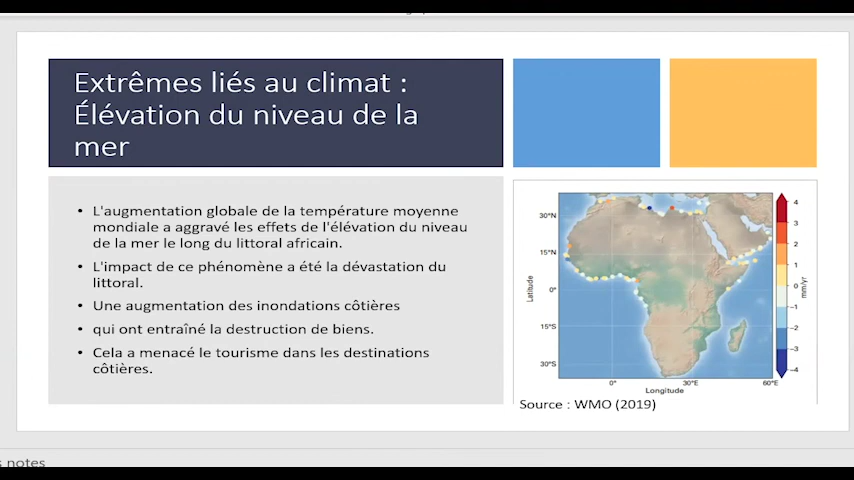 Extrêmes liés au climat :
Élévation du niveau de la
mer
• L'augmentation globale de la température moyenne
mondiale a aggravé les effets de l'élévation du niveau
de la mer le long du littoral africain.
• L'impact de ce phénomène a été la dévastation du
littoral.
• Une augmentation des inondations côtières
• qui ont entraîné la destruction de biens.
• Cela a menacé le tourisme dans les destinations
côtières.
Latitude
30°N
15°N
0°
15°S
30°S
0°
30°E
60°E
Longitude
4
3
2
1
0
-1
-2
-3
-4
mm/yr
Source : WMO (2019)
notes